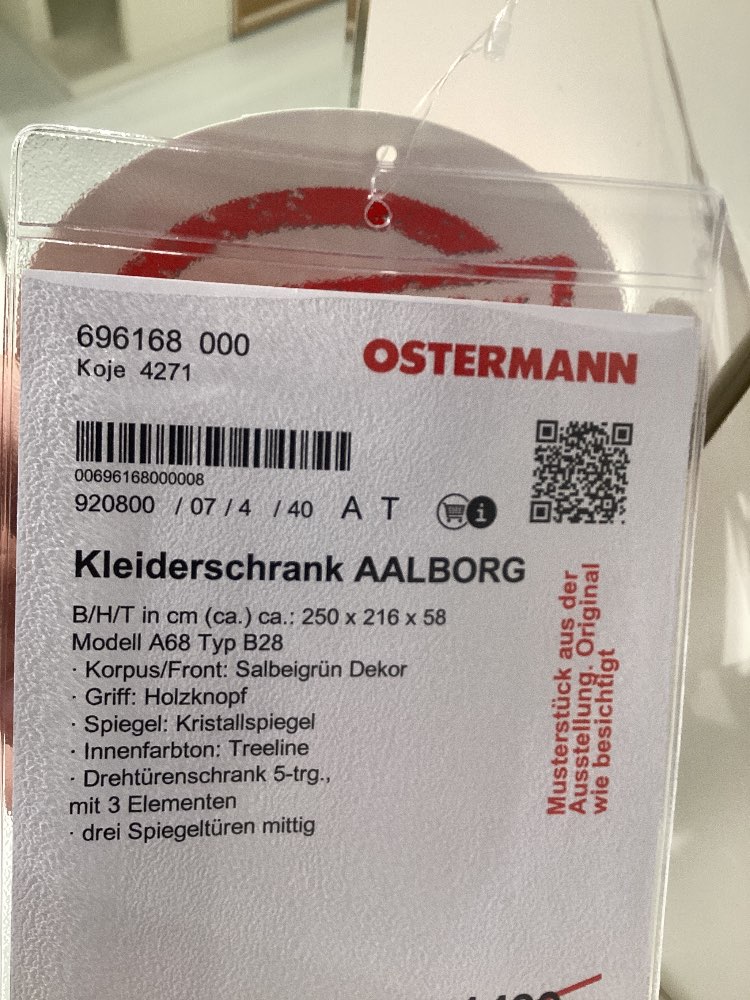 696168 000
Koje 4271
OSTERMANN
00696168000008
920800 / 07 / 4 / 40 A T
Kleiderschrank AALBORG
B/H/T in cm (ca.) ca.: 250 x 216 x 58
Modell A68 Typ B28
· Korpus/Front: Salbeigrün Dekor
· Griff: Holzknopf
· Spiegel: Kristallspiegel
· Innenfarbton: Treeline
· Drehtürenschrank 5-trg.,
mit 3 Elementen
· drei Spiegeltüren mittig
Musterstück aus der
Ausstellung. Original
wie besichtigt